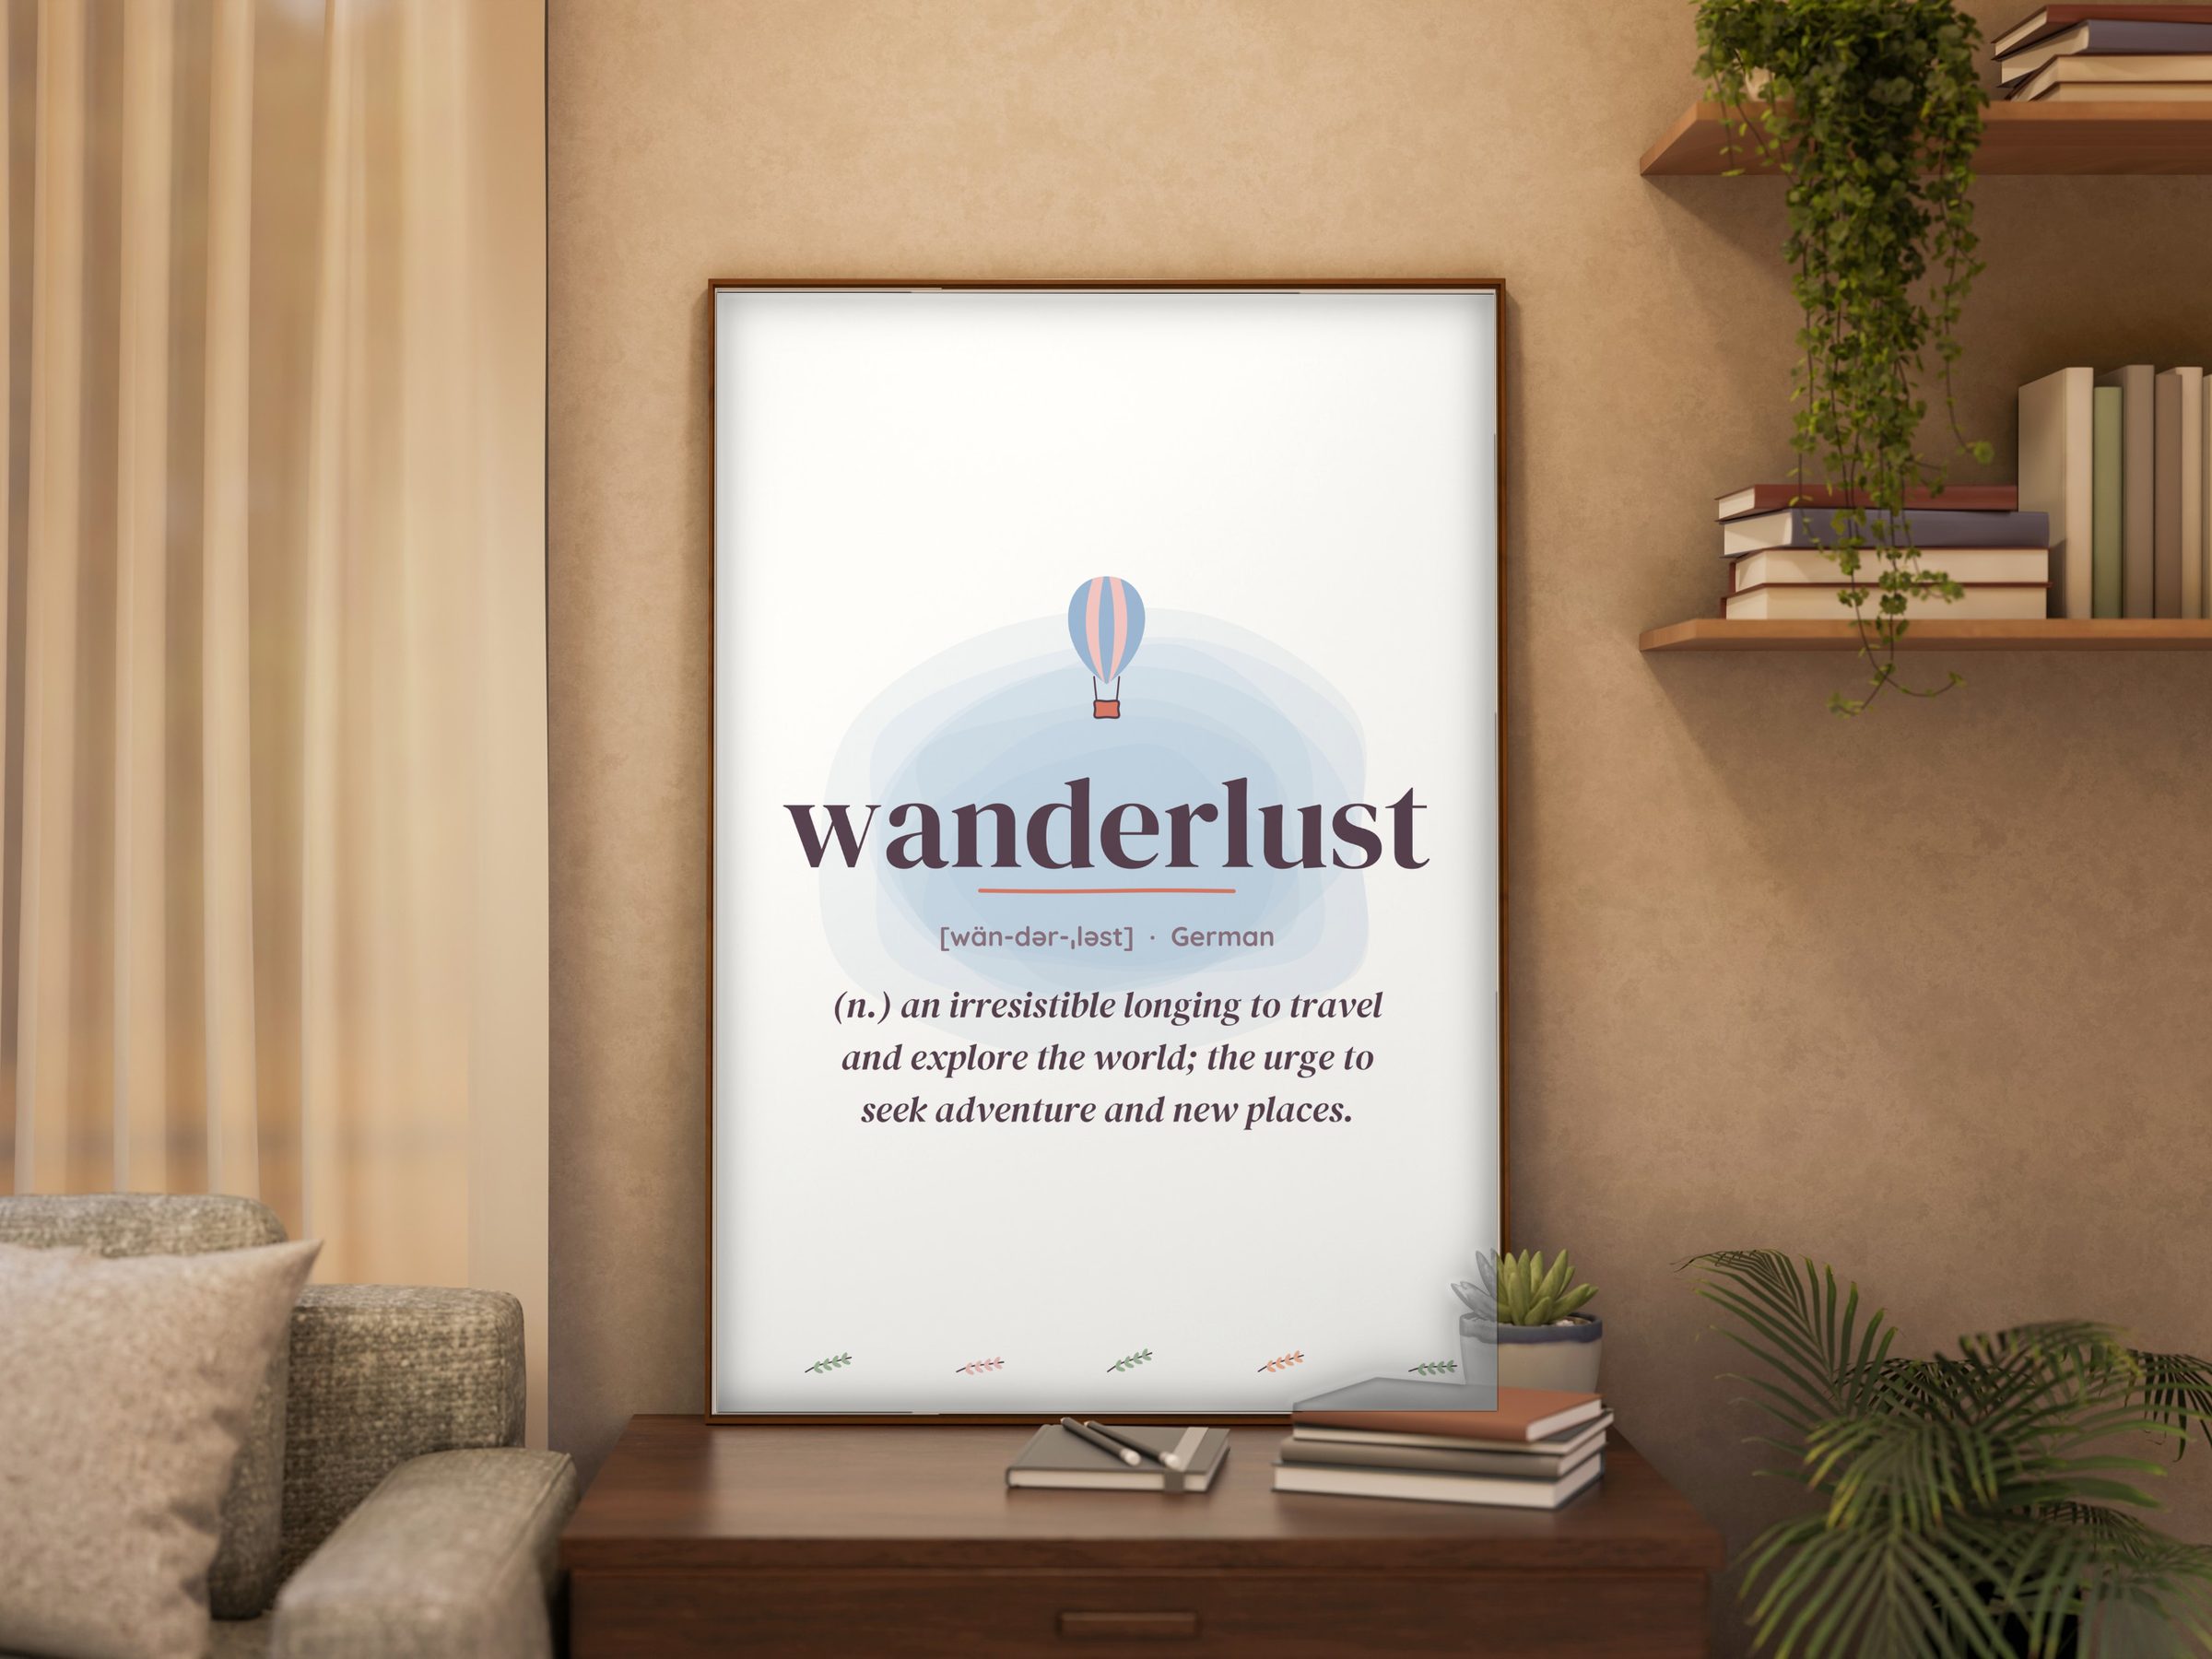 wanderlust
[wän-dər-ˌləst] · German
(n.) an irresistible longing to travel
and explore the world; the urge to
seek adventure and new places.